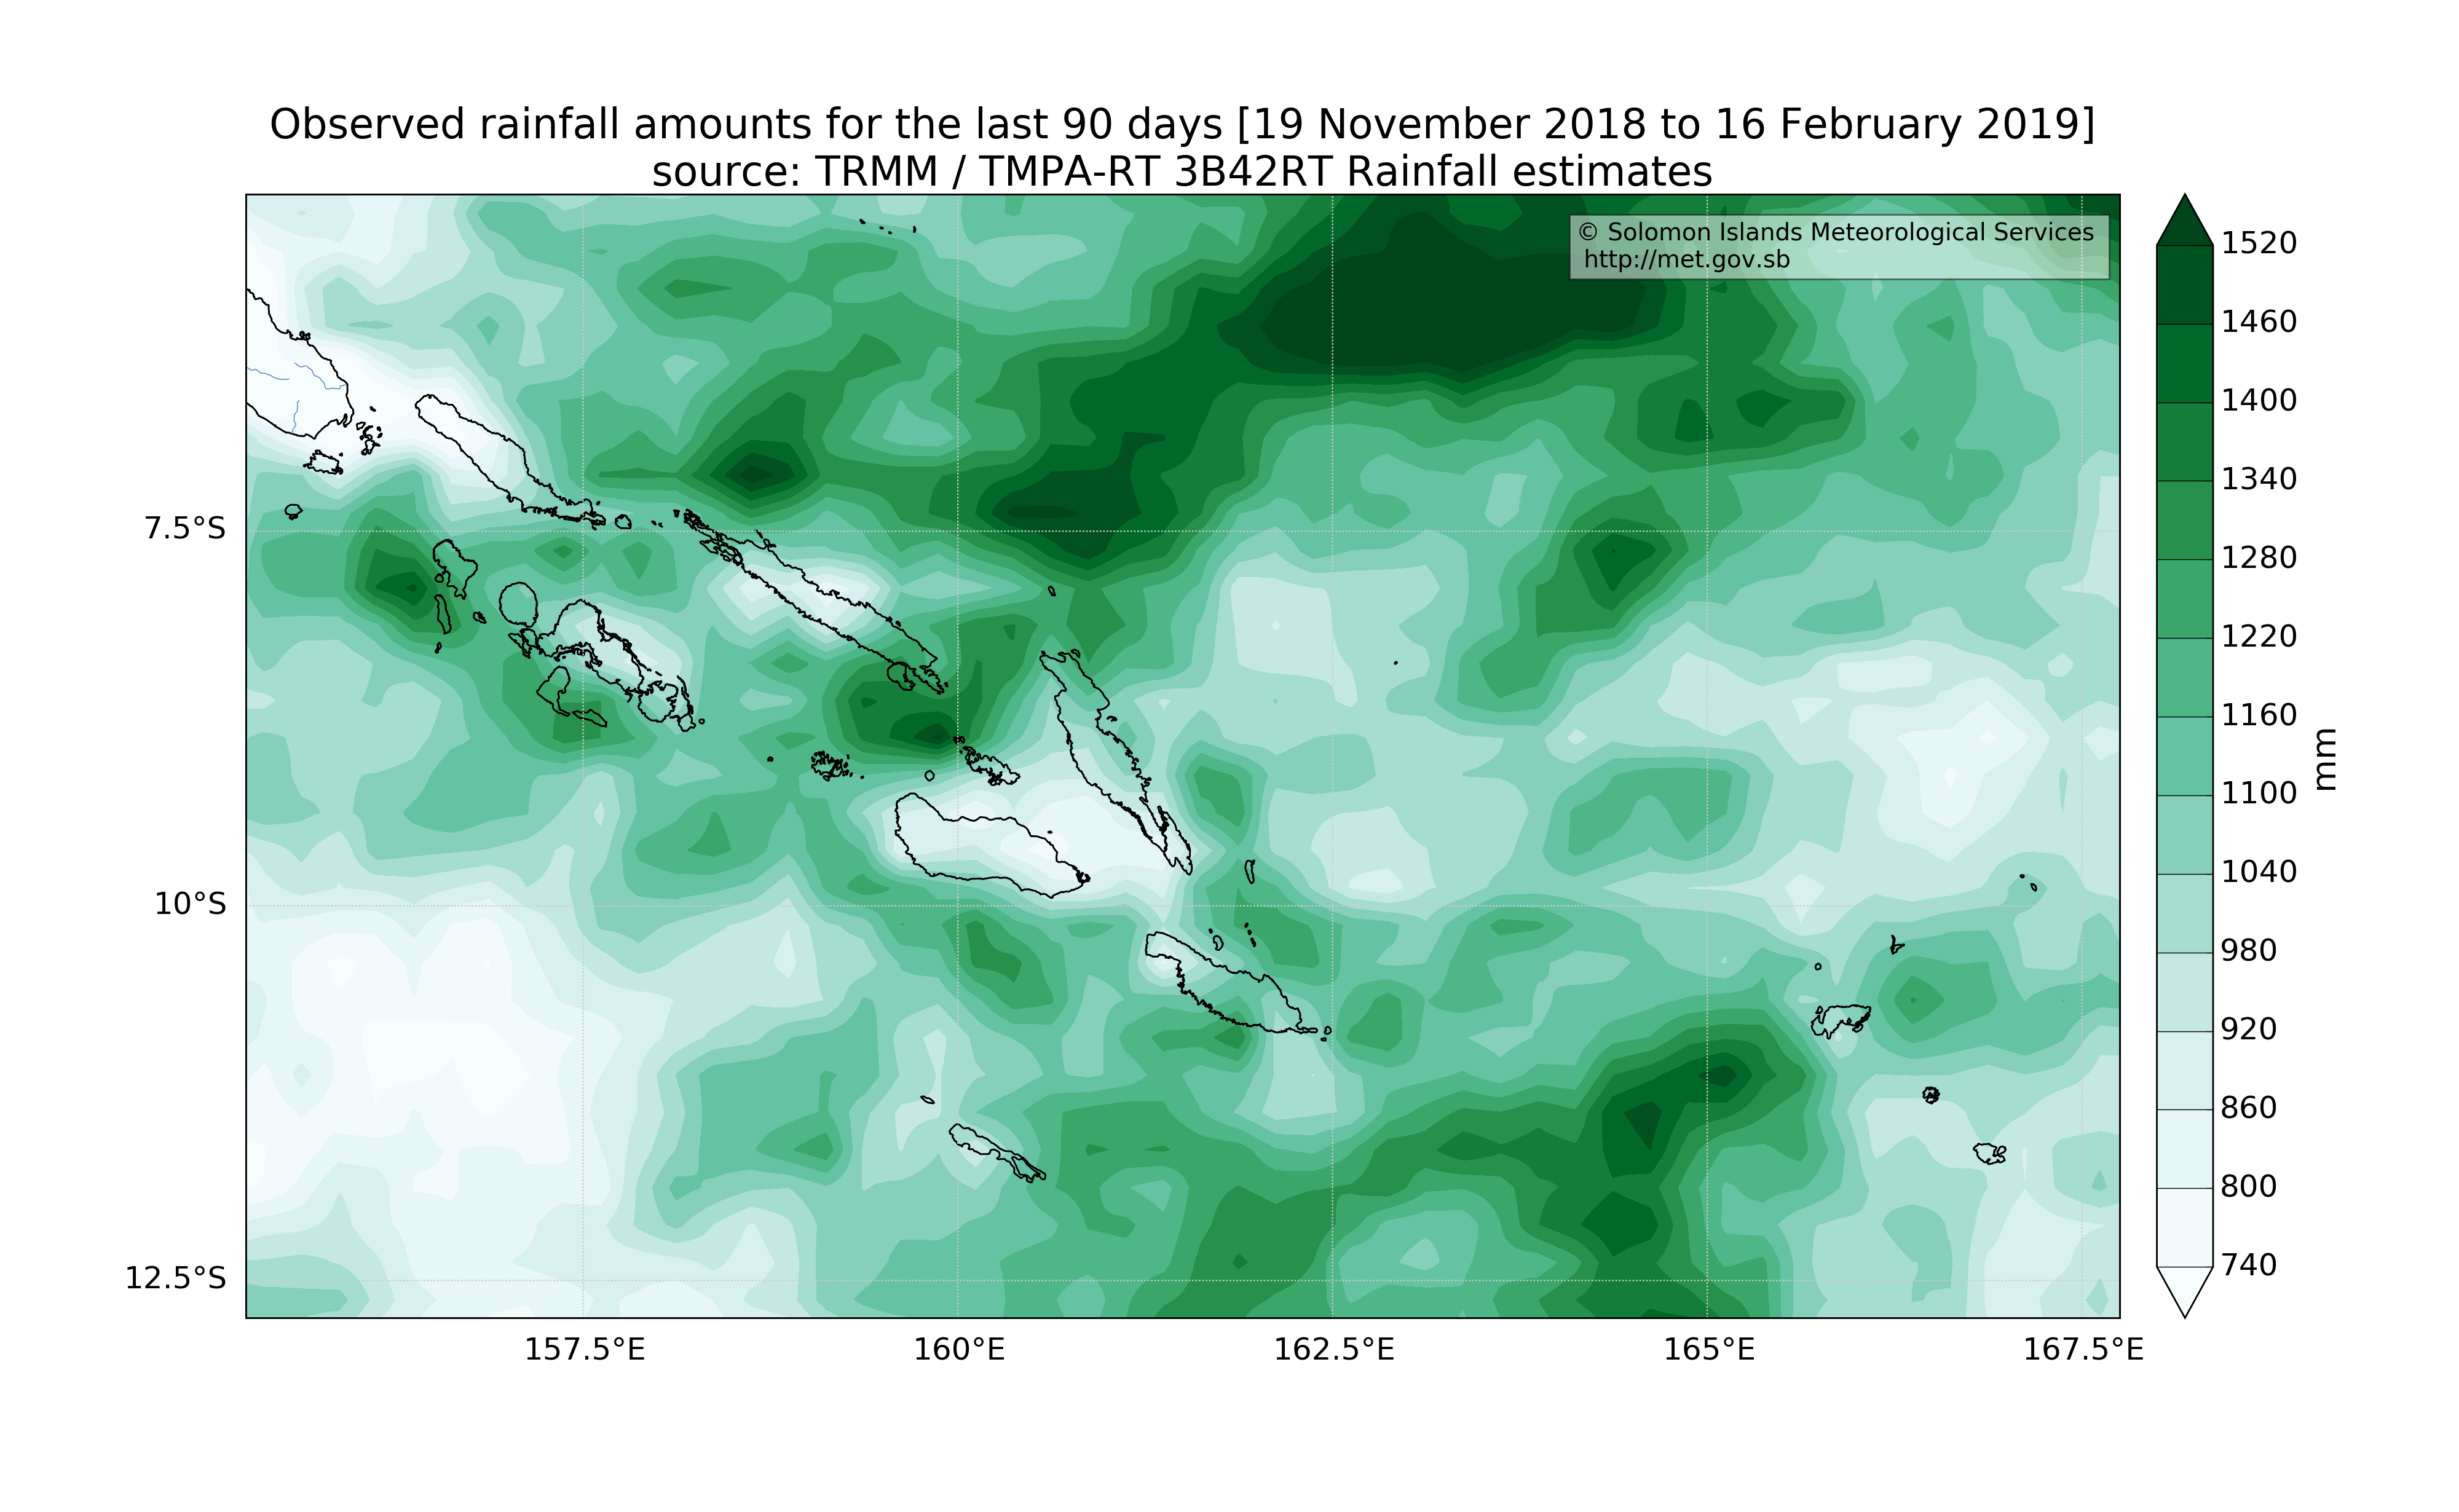 Observed rainfall amounts for the last 90 days [19 November 2018 to 16 February 2019]
source: TRMM / TMPA-RT 3B42RT Rainfall estimates
© Solomon Islands Meteorological Services
http://met.gov.sb
7.5°S
10°S
12.5°S
157.5°E
160°E
162.5°E
165°E
167.5°E
1520
1460
1400
1340
1280
1220
1160
1100
1040
980
920
860
800
740
mm